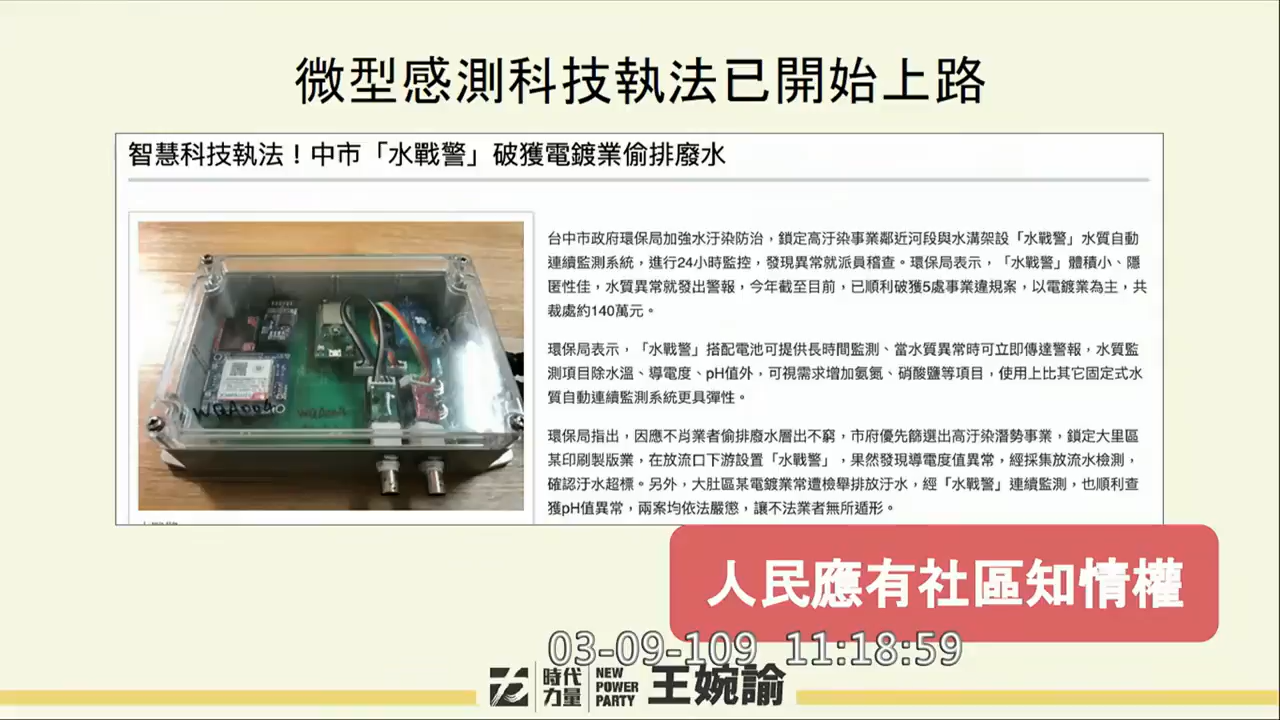 微型感測科技執法已開始上路
智慧科技執法！中市「水戰警」破獲電鍍業偷排廢水
台中市政府環保局加強水汙染防治，鎖定高汙染事業鄰近河段與水溝架設「水戰警」水質自動
連續監測系統，進行24小時監控，發現異常就派員稽查。環保局表示，「水戰警」體積小、隱
匿性佳，水質異常就發出警報，今年截至目前，已順利破獲5處事業違規案，以電鍍業為主，共
裁處約140萬元。
環保局表示，「水戰警」搭配電池可提供長時間監測、當水質異常時可立即傳達警報，水質監
測項目除水溫、導電度、pH值外，可視需求增加氨氮、硝酸鹽等項目，使用上比其它固定式水
質自動連續監測系統更具彈性。
環保局指出，因應不肖業者偷排廢水層出不窮，市府優先篩選出高汙染潛勢事業，鎖定大里區
某印刷製版業，在放流口下游設置「水戰警」，果然發現導電度值異常，經採集放流水檢測，
確認汙水超標。另外，大肚區某電鍍業常遭檢舉排放汙水，經「水戰警」連續監測，也順利查
獲pH值異常，兩案均依法嚴懲，讓不法業者無所遁形。
WQA004
人民應有社區知情權
03-09-109 11:18:59
時代
力量
NEW
POWER
PARTY
王婉諭